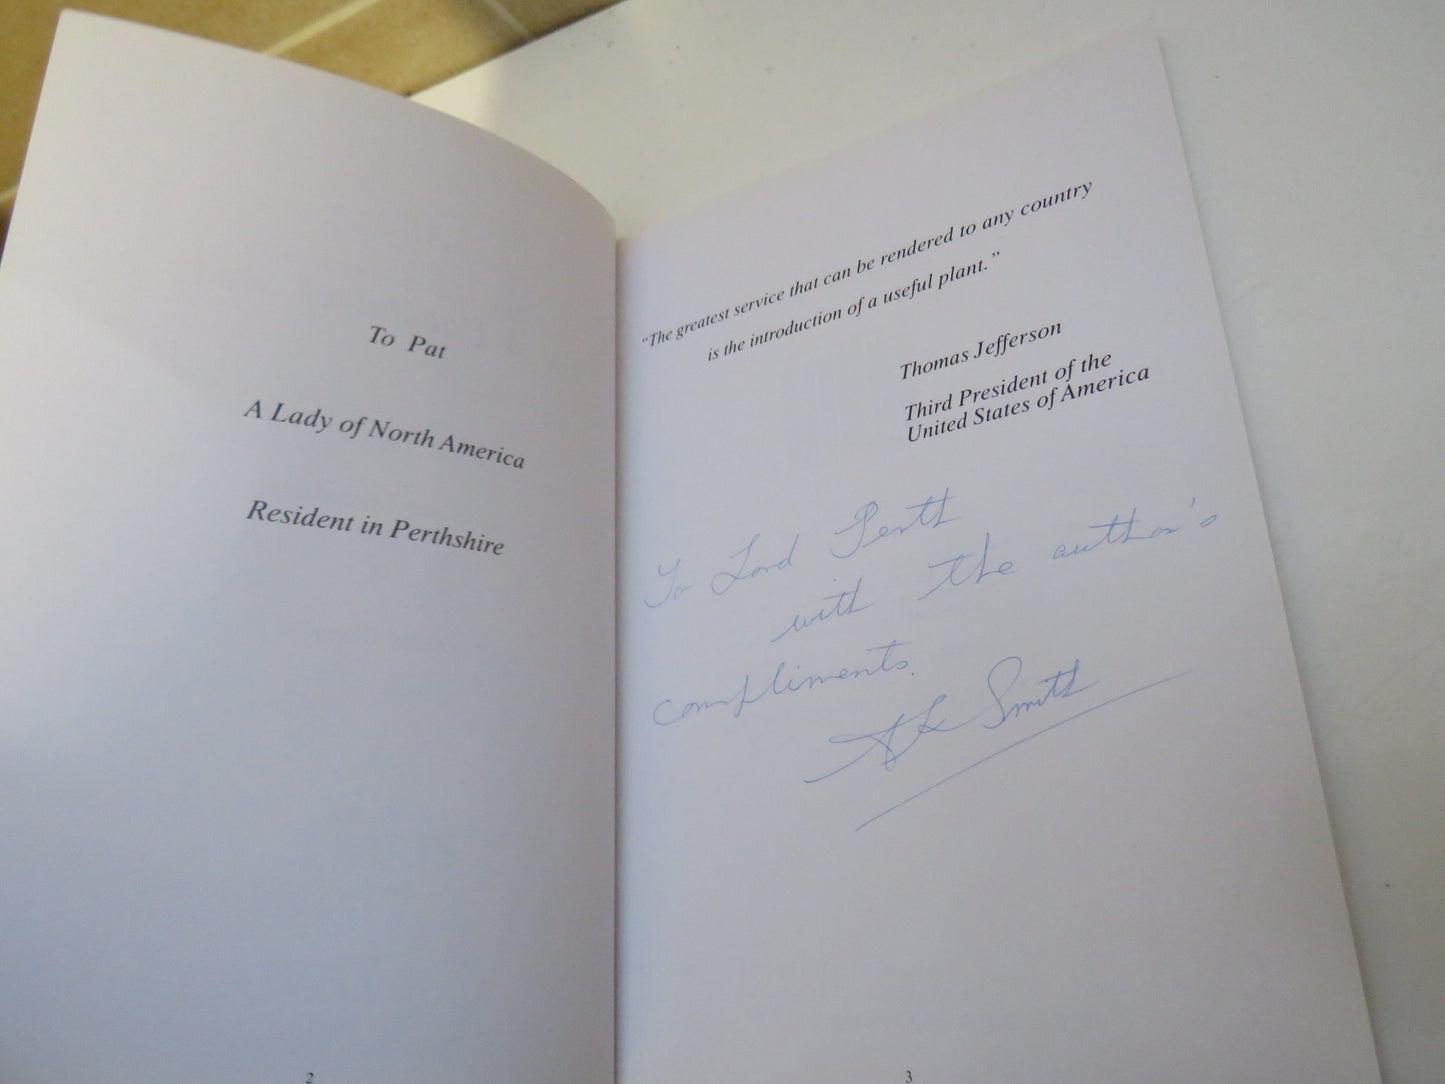 To Pat
A Lady of North America
Resident in Perthshire
2
"The greatest service that can be rendered to any country
is the introduction of a useful plant."
Thomas Jefferson
Third President of the
United States of America
To Lord Perth
with the author's
compliments.
A L Smith
3